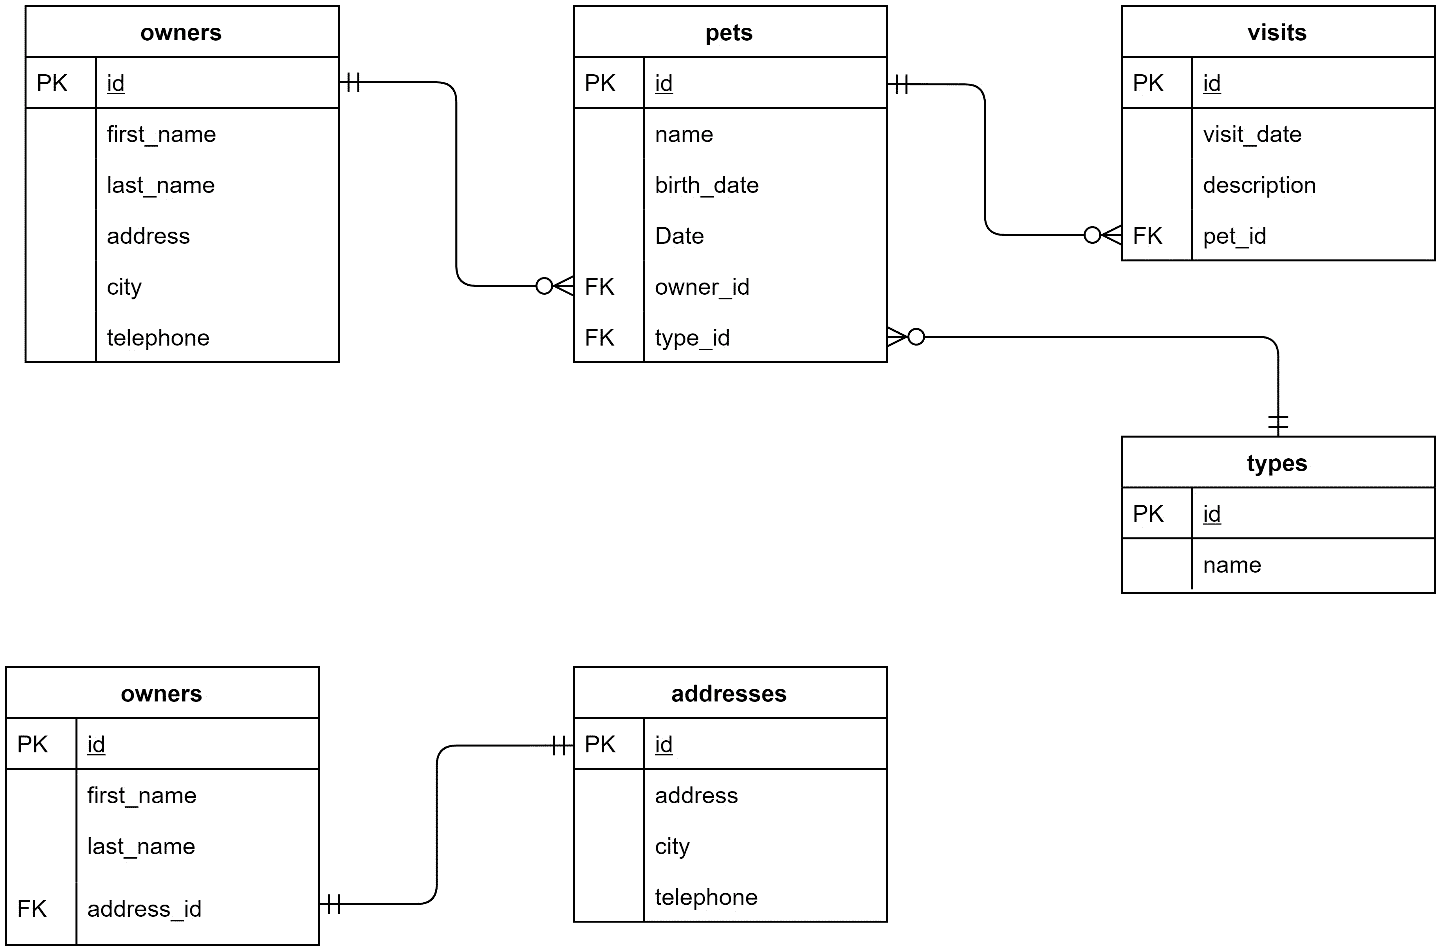 owners
PK id
first_name
last_name
address
city
telephone
pets
PK id
name
birth_date
Date
FK owner_id
FK type_id
visits
PK id
visit_date
description
FK pet_id
types
PK id
name
owners
PK id
first_name
last_name
FK address_id
addresses
PK id
address
city
telephone